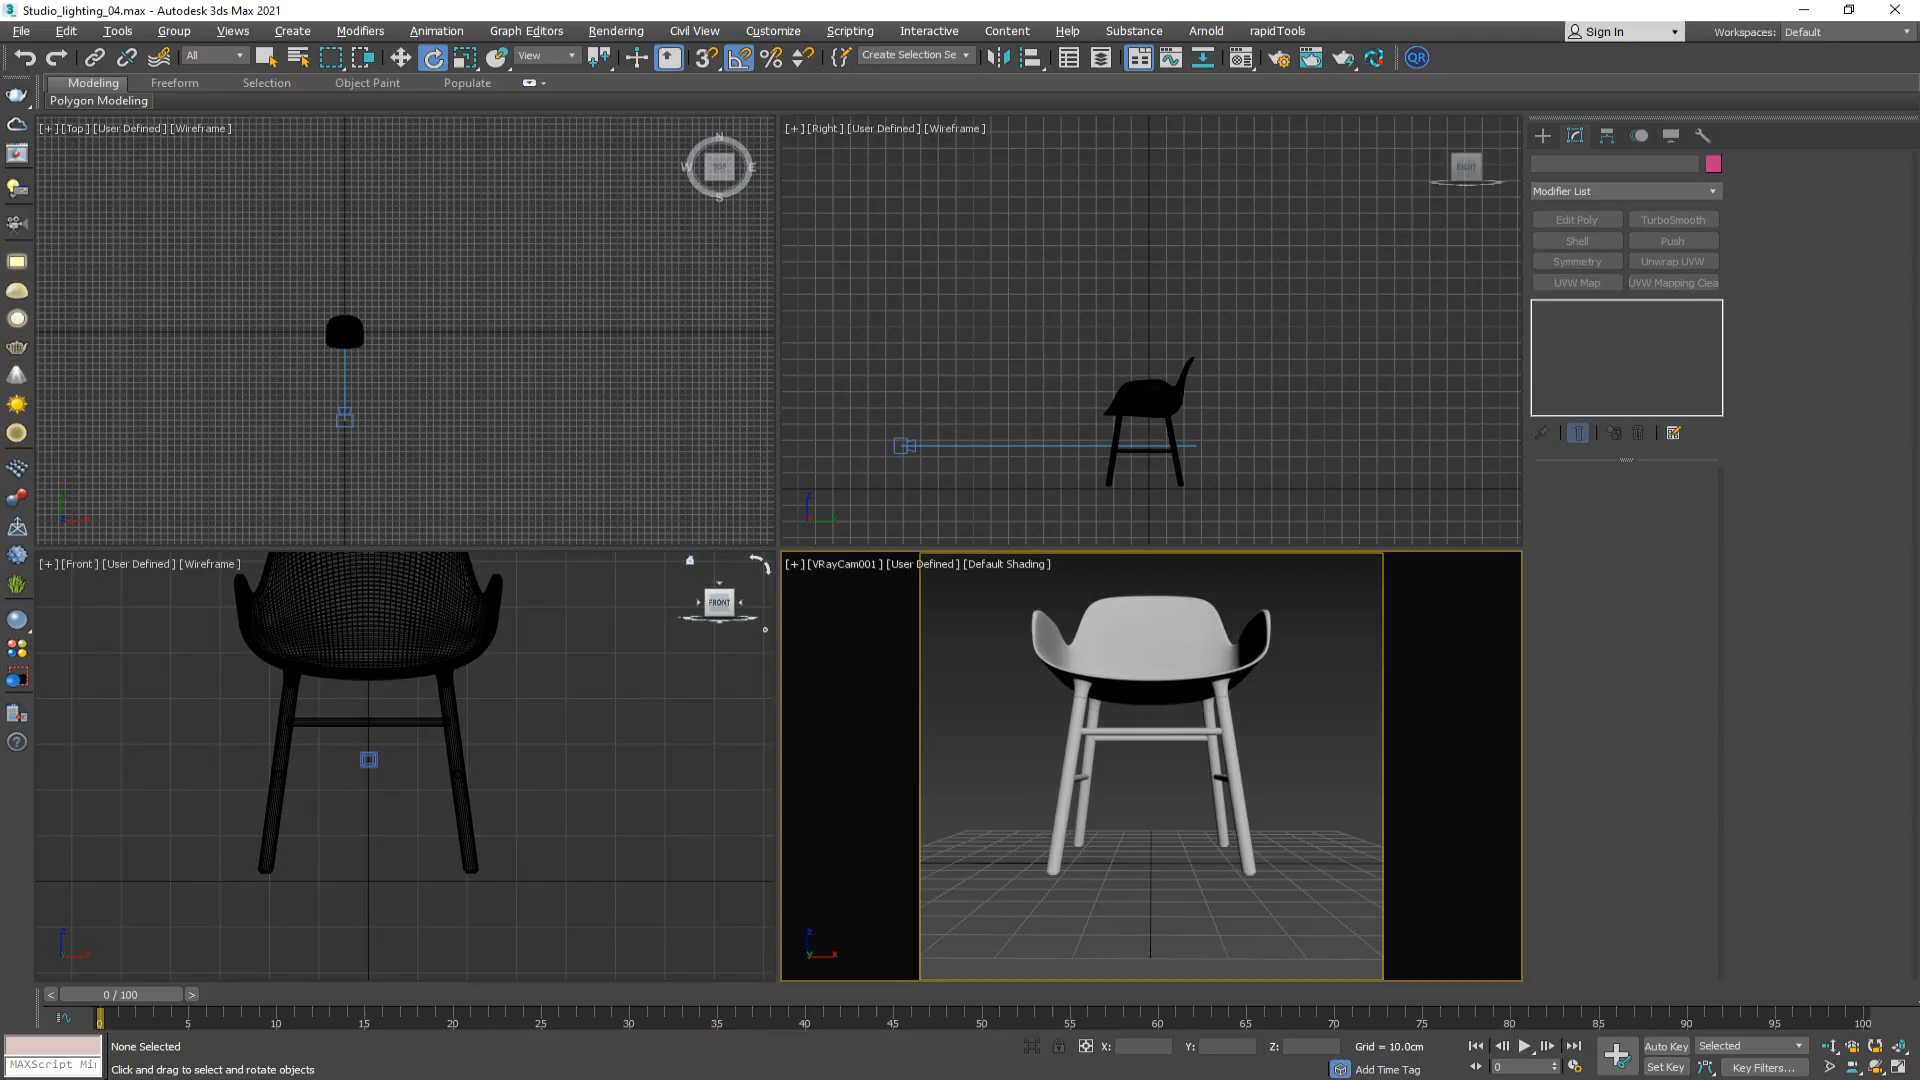 Studio_lighting_04.max - Autodesk 3ds Max 2021
File Edit Tools Group Views Create Modifiers Animation Graph Editors Rendering Civil View Customize Scripting Interactive Content Help Substance Arnold rapidTools Sign In Workspaces: Default
All View Create Selection Se QR
Modeling Freeform Selection Object Paint Populate
Polygon Modeling
[+] [Top] [User Defined] [Wireframe] N
W TOP E
S
[+] [Right] [User Defined] [Wireframe]
RIGHT
Modifier List
Edit Poly TurboSmooth
Shell Push
Symmetry Unwrap UVW
UVW Map UVW Mapping Clea
[+] [Front] [User Defined] [Wireframe]
FRONT
[+] [VRayCam001] [User Defined] [Default Shading]
< 0 / 100 >
0 5 10 15 20 25 30 35 40 45 50 55 60 65 70 75 80 85 90 95 100
None Selected X: Y: Z: Grid = 10.0cm Auto Key Selected
MAXScript Mi Click and drag to select and rotate objects Add Time Tag 0 Set Key Key Filters...